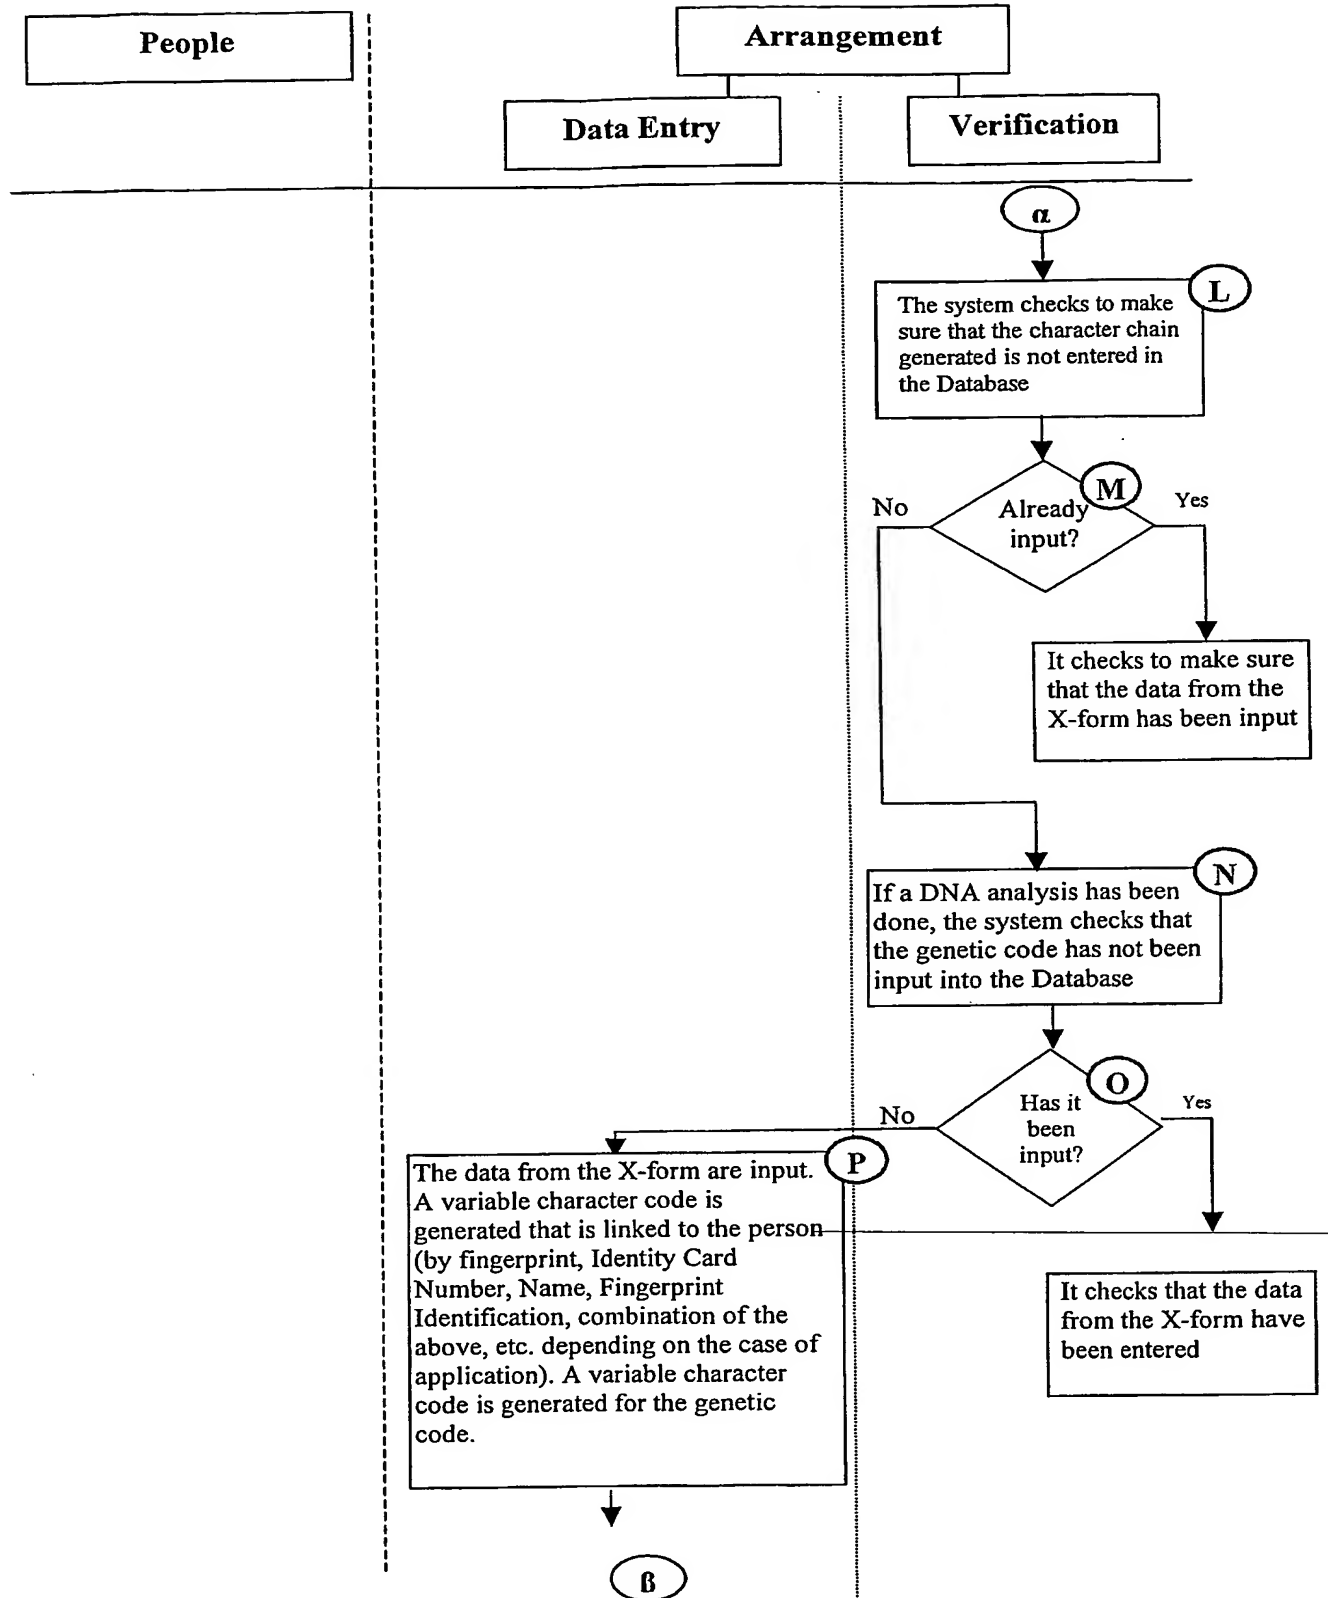 People
Arrangement
Data Entry
Verification
α
L
The system checks to make
sure that the character chain
generated is not entered in
the Database
M
No
Already
input?
Yes
It checks to make sure
that the data from the
X-form has been input
N
If a DNA analysis has been
done, the system checks that
the genetic code has not been
input into the Database
O
No
Has it
been
input?
Yes
P
The data from the X-form are input.
A variable character code is
generated that is linked to the person
(by fingerprint, Identity Card
Number, Name, Fingerprint
Identification, combination of the
above, etc. depending on the case of
application). A variable character
code is generated for the genetic
code.
It checks that the data
from the X-form have
been entered
ß